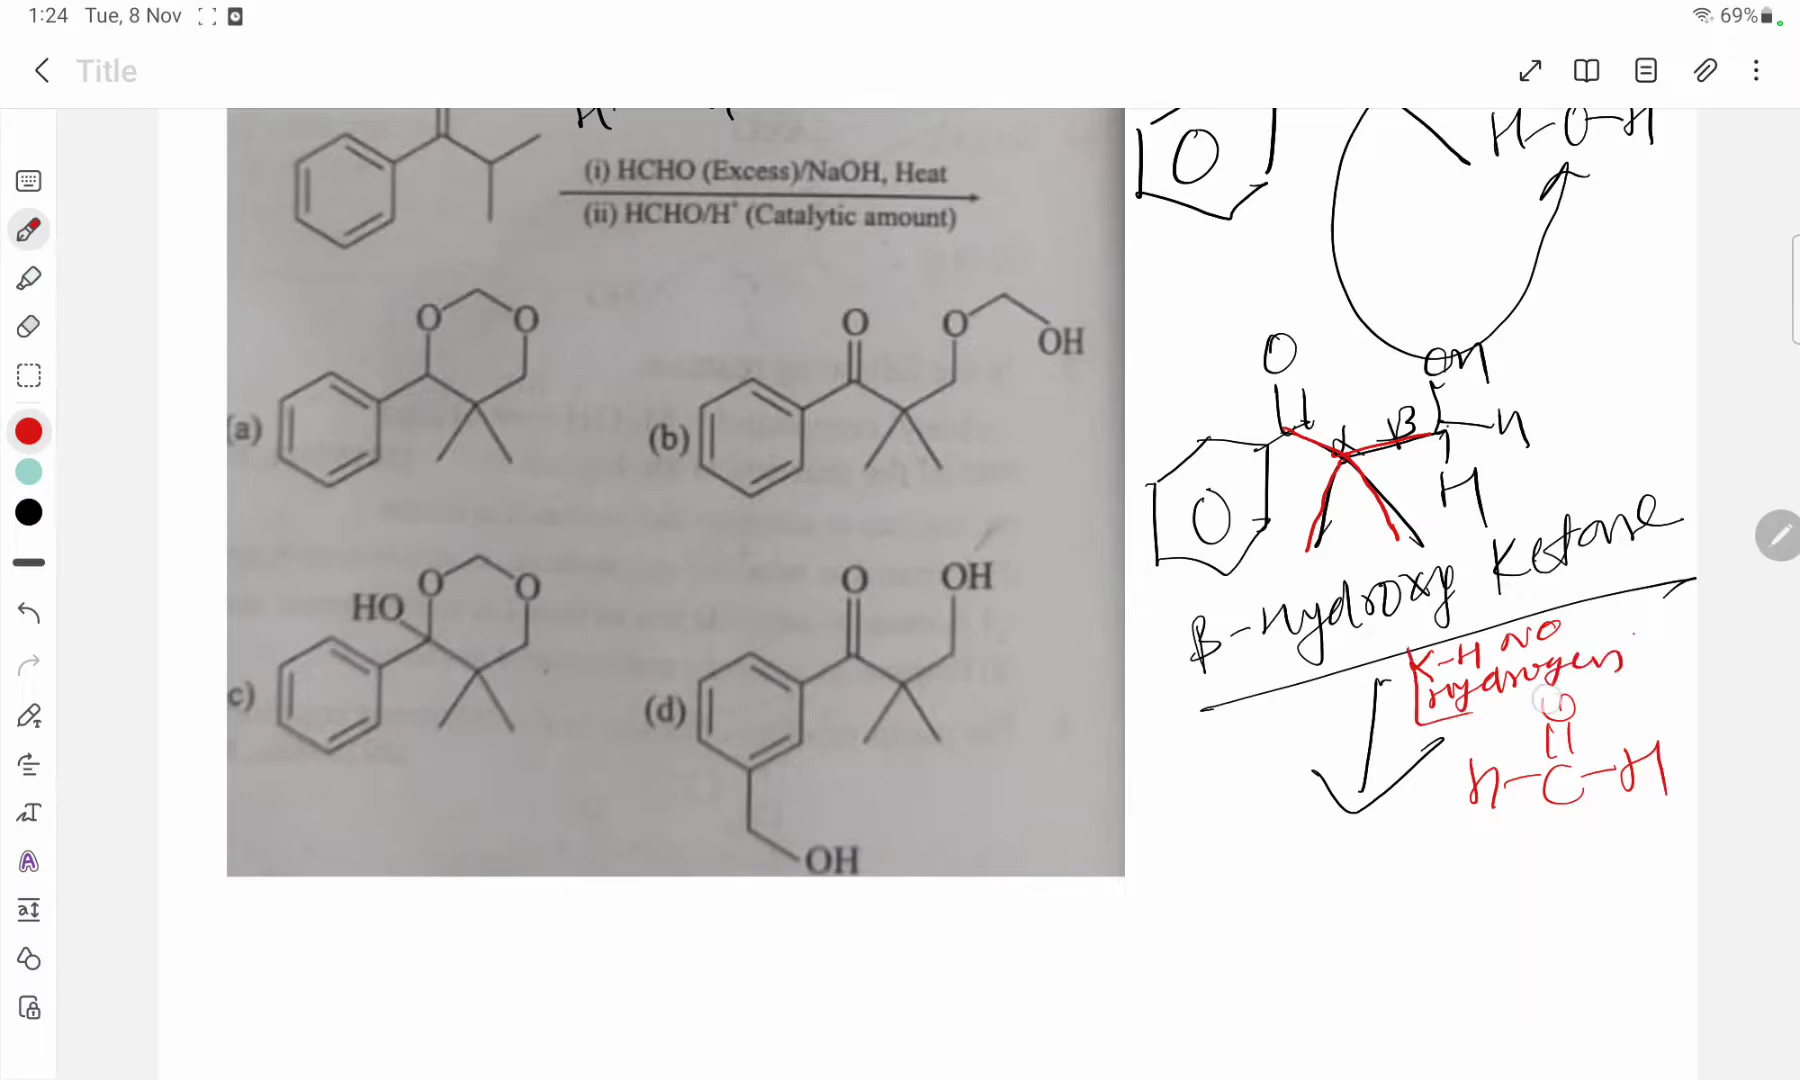 1:24 Tue, 8 Nov
69%
Title
H-O-H
(i) HCHO (Excess)/NaOH, Heat
(ii) HCHO/H⁺ (Catalytic amount)
O O
O O OH
(a)
(b)
O
OH
α β H
H
β-Hydroxy Ketone
HO O O
O OH
c)
(d)
OH
α-H NO
Hydrogens
O
H-C-H